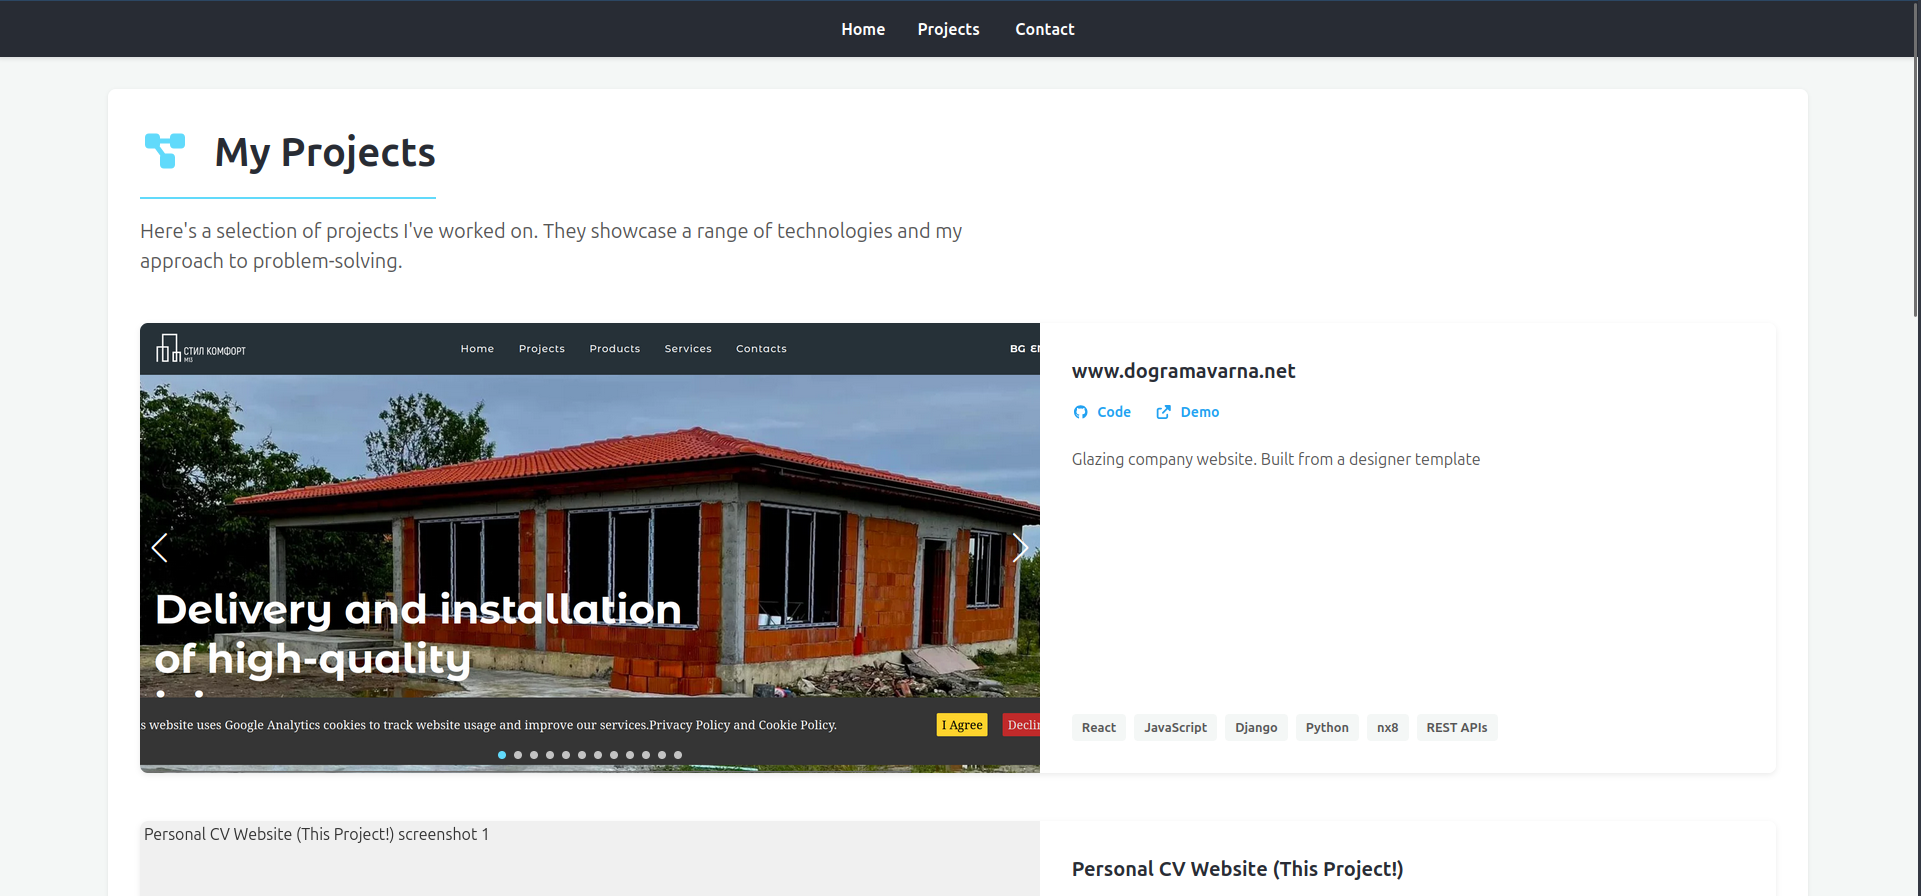 Home Projects Contact
My Projects
Here's a selection of projects I've worked on. They showcase a range of technologies and my
approach to problem-solving.
СТИЛ КОМФОРТ
М13
Home Projects Products Services Contacts
BG
www.dogramavarna.net
Code Demo
Glazing company website. Built from a designer template
Delivery and installation
of high-quality
s website uses Google Analytics cookies to track website usage and improve our services.Privacy Policy and Cookie Policy.
I Agree
Declin
React JavaScript Django Python nx8 REST APIs
Personal CV Website (This Project!) screenshot 1
Personal CV Website (This Project!)